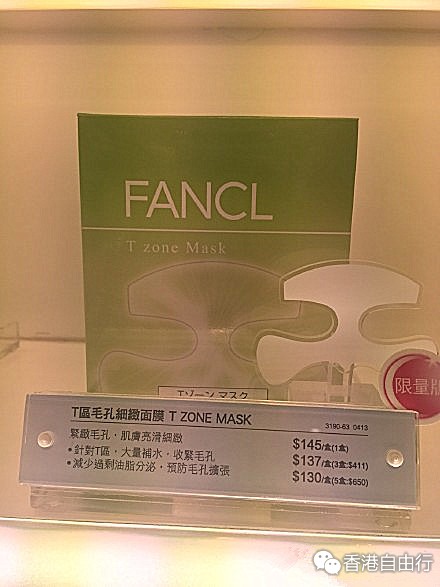 FANCL
T zone Mask
Tゾーン マスク
限量版
T區毛孔細緻面膜 T ZONE MASK
3190-63 0413
緊緻毛孔，肌膚亮滑細緻
• 針對T區，大量補水，收緊毛孔
• 減少過剩油脂分泌，預防毛孔擴張
$145/盒(1盒)
$137/盒(3盒:$411)
$130/盒(5盒:$650)
香港自由行